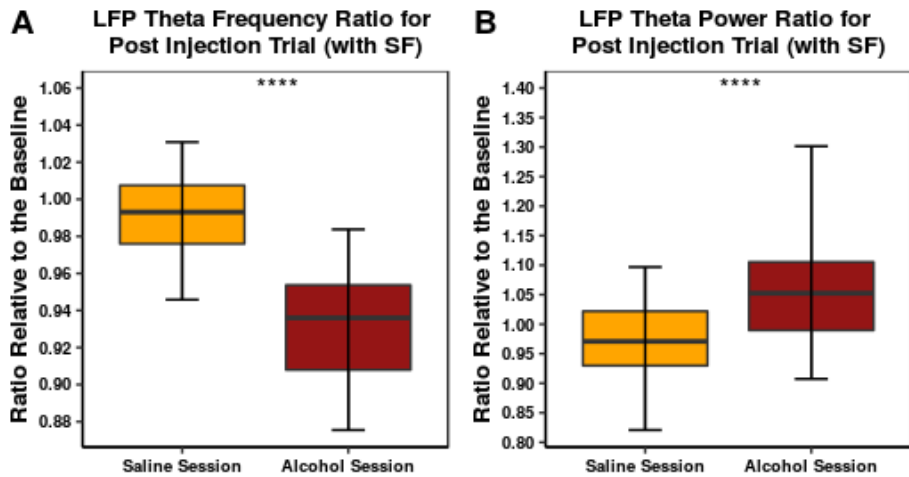 A
LFP Theta Frequency Ratio for
Post Injection Trial (with SF)
Ratio Relative to the Baseline
1.06
1.04
1.02
1.00
0.98
0.96
0.94
0.92
0.90
0.88
****
Saline Session
Alcohol Session
B
LFP Theta Power Ratio for
Post Injection Trial (with SF)
Ratio Relative to the Baseline
1.40
1.35
1.30
1.25
1.20
1.15
1.10
1.05
1.00
0.95
0.90
0.85
0.80
****
Saline Session
Alcohol Session